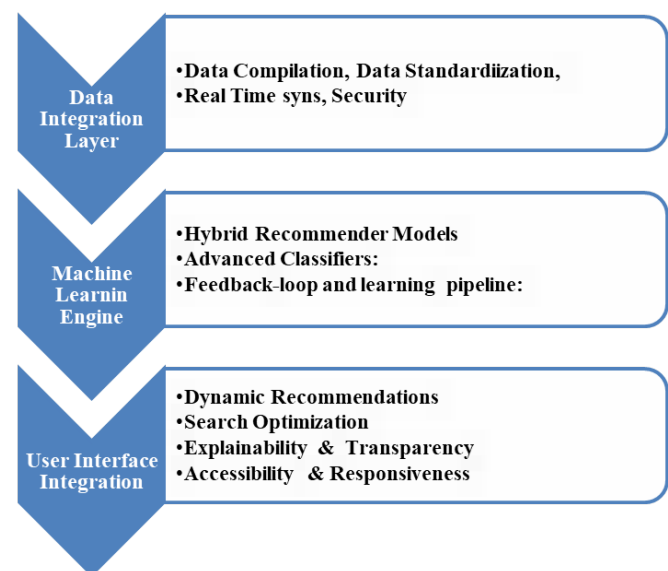 Data
Integration
Layer
•Data Compilation, Data Standardiization,
•Real Time syns, Security
Machine
Learnin
Engine
•Hybrid Recommender Models
•Advanced Classifiers:
•Feedback-loop and learning pipeline:
User Interface
Integration
•Dynamic Recommendations
•Search Optimization
•Explainability & Transparency
•Accessibility & Responsiveness